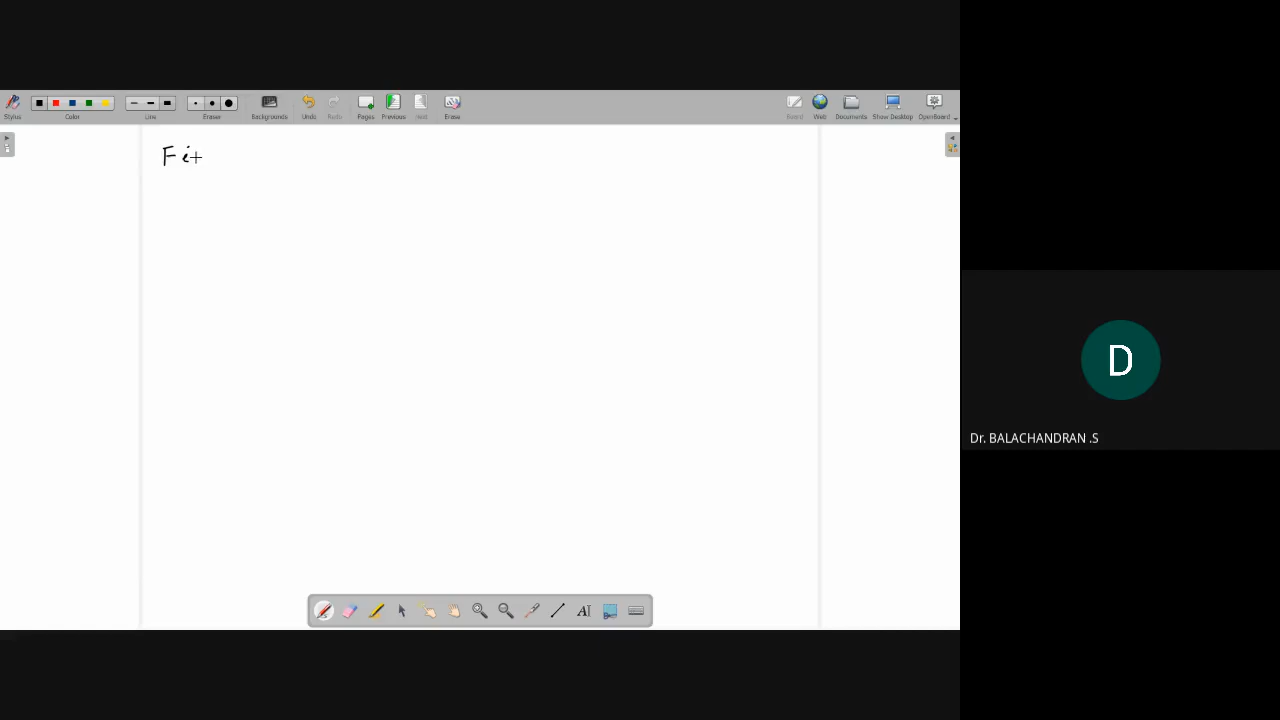 Stylus Color Line Eraser Backgrounds Undo Redo Pages Previous Next Erase Board Web Documents Show Desktop OpenBoard
Fi
D
Dr. BALACHANDRAN .S
AI